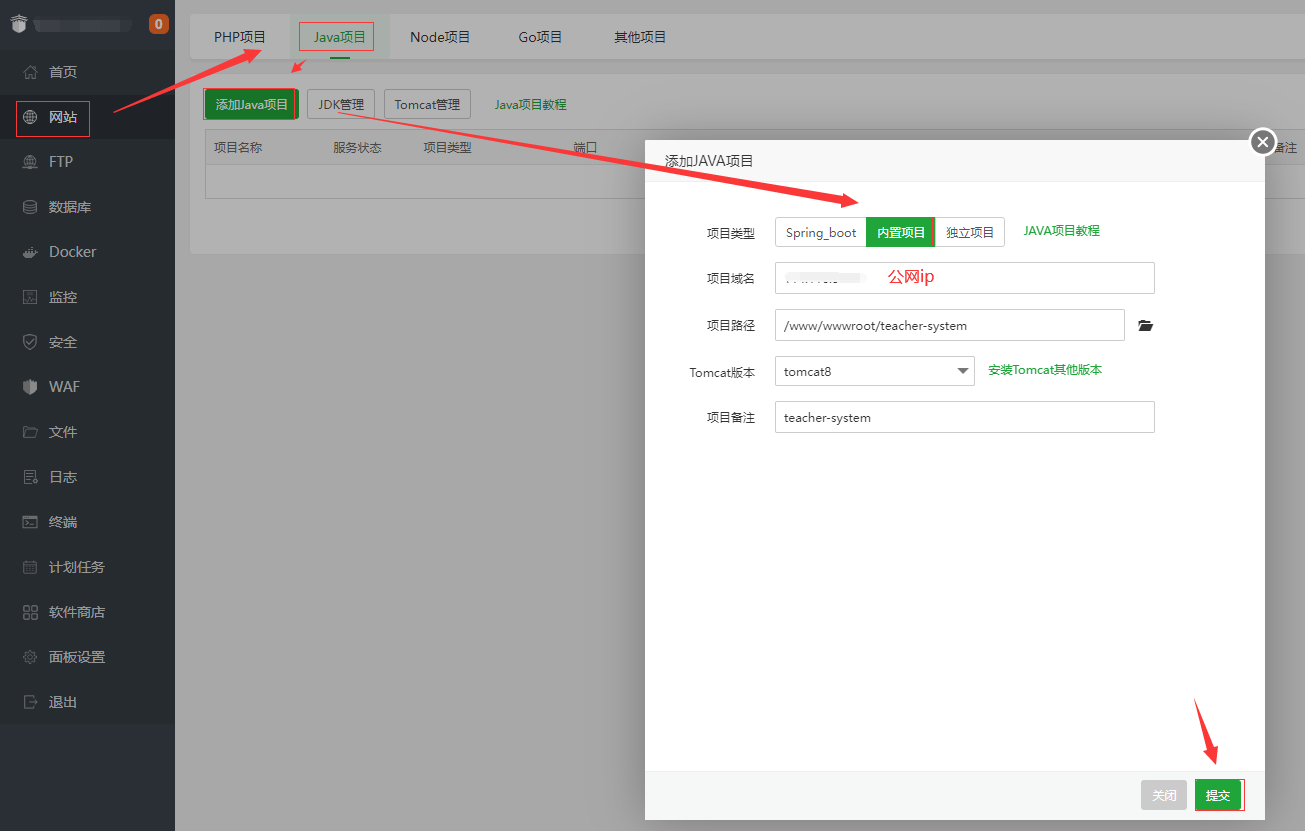 0
首页
网站
FTP
数据库
Docker
监控
安全
WAF
文件
日志
终端
计划任务
软件商店
面板设置
退出
PHP项目 Java项目 Node项目 Go项目 其他项目
添加Java项目 JDK管理 Tomcat管理 Java项目教程
项目名称 服务状态 项目类型 端口 备注
添加JAVA项目
项目类型 Spring_boot 内置项目 独立项目 JAVA项目教程
项目域名 公网ip
项目路径 /www/wwwroot/teacher-system
Tomcat版本 tomcat8 安装Tomcat其他版本
项目备注 teacher-system
关闭 提交